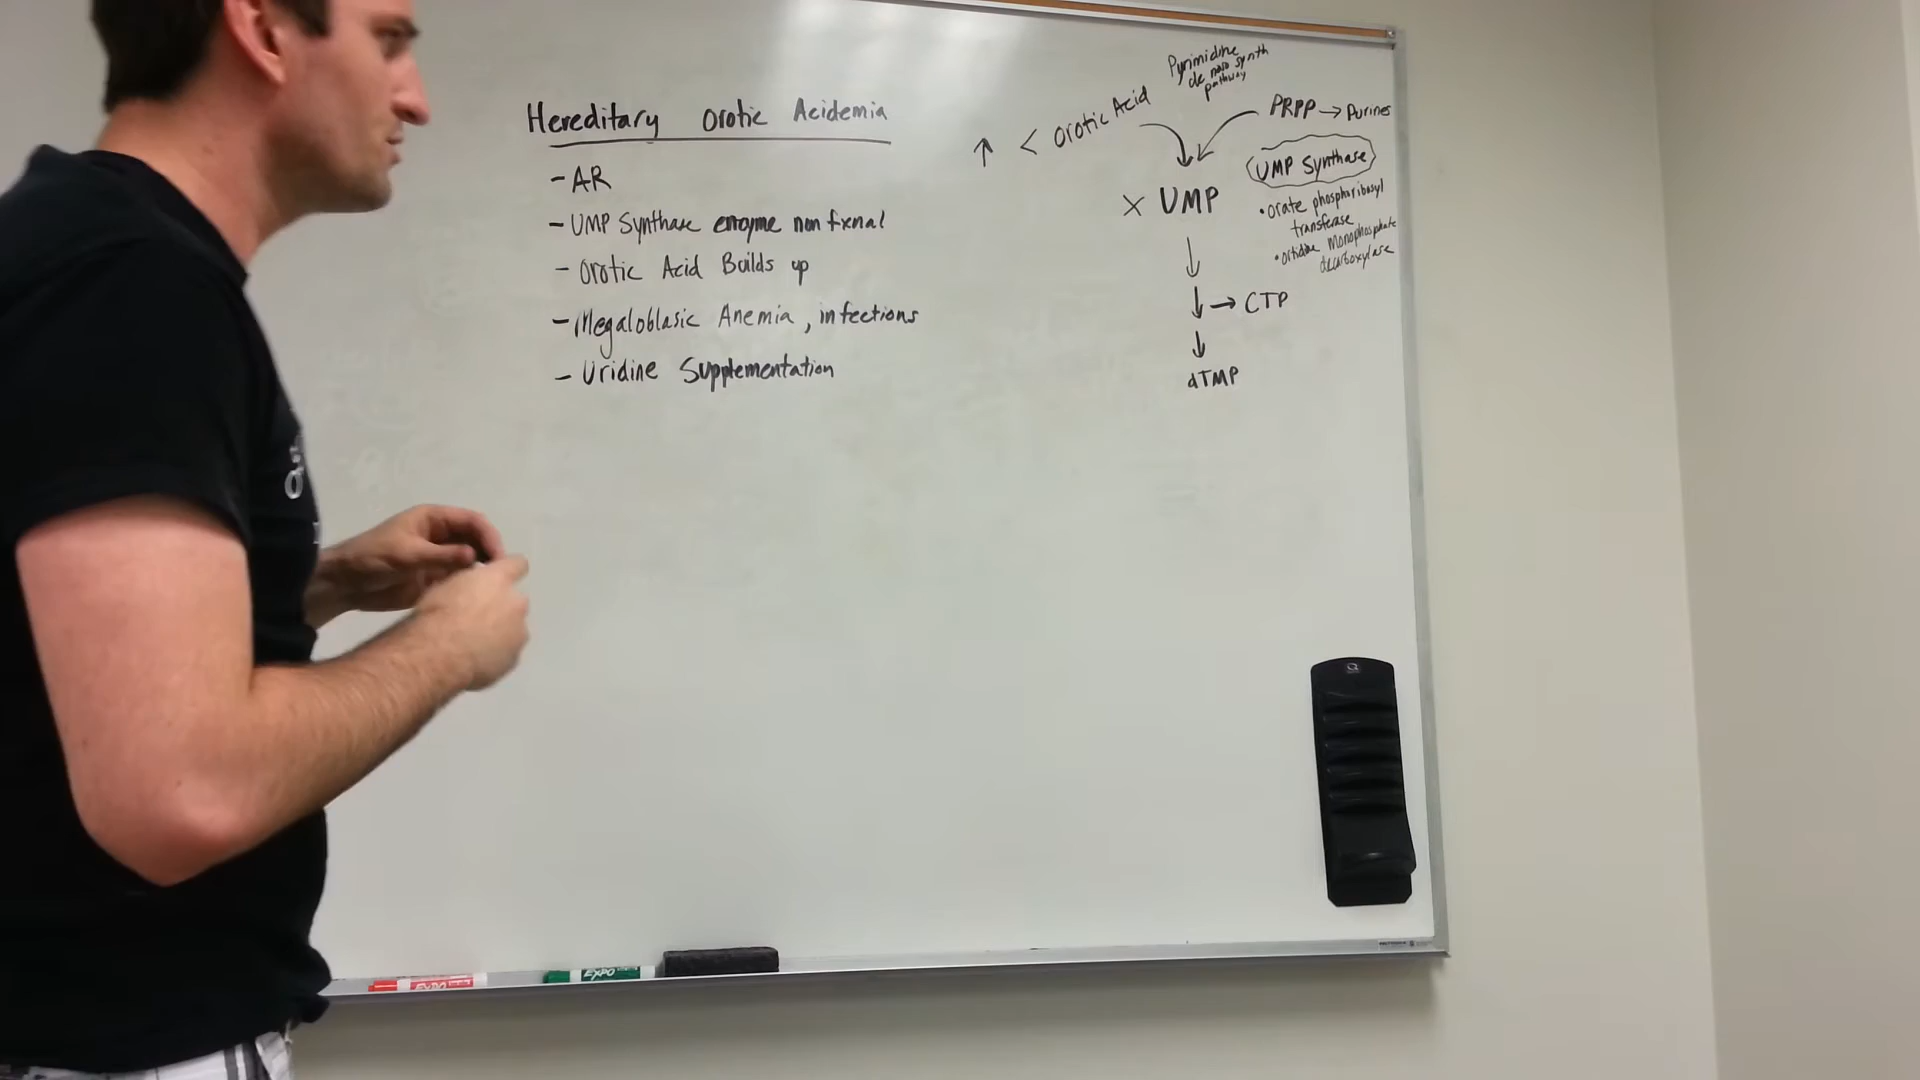 Hereditary Orotic Acidemia
- AR
- UMP Synthase enzyme non fxnal
- Orotic Acid Builds up
- Megaloblasic Anemia, infections
- Uridine Supplementation
Pyrimidine
de novo synth
pathway
↑ < Orotic Acid
PRPP → Purines
UMP Synthase
X UMP
• orate phosphoribosyl
transferase
• ortidine Monophosphate
decarboxylase
↓
↓ → CTP
↓
dTMP
EXPO
EXPO